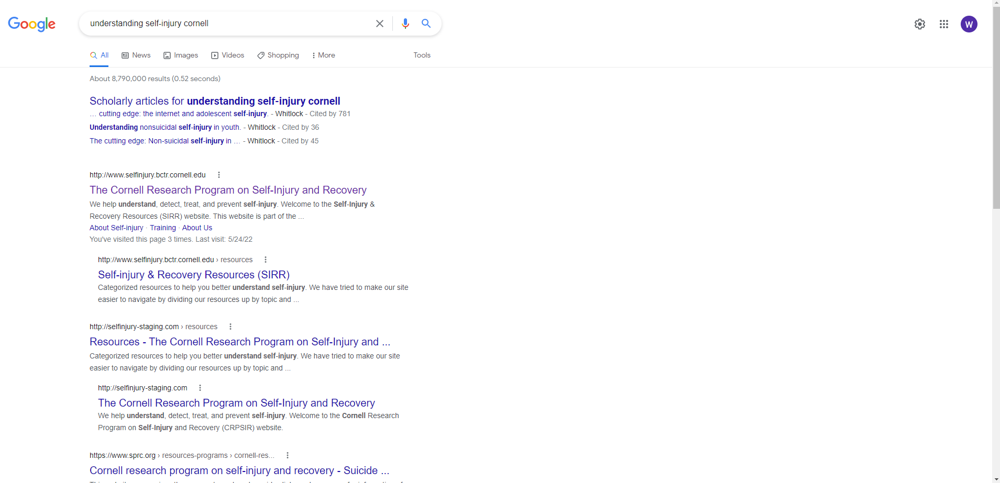 Google
understanding self-injury cornell
W
All
News
Images
Videos
Shopping
More
Tools
About 8,790,000 results (0.52 seconds)
Scholarly articles for understanding self-injury cornell
… cutting edge: the internet and adolescent self-injury. - Whitlock - Cited by 781
Understanding nonsuicidal self-injury in youth. - Whitlock - Cited by 36
The cutting edge: Non-suicidal self-injury in … - Whitlock - Cited by 45
http://www.selfinjury.bctr.cornell.edu
The Cornell Research Program on Self-Injury and Recovery
We help understand, detect, treat, and prevent self-injury. Welcome to the Self-Injury &
Recovery Resources (SIRR) website. This website is part of the ...
About Self-injury · Training · About Us
You've visited this page 3 times. Last visit: 5/24/22
http://www.selfinjury.bctr.cornell.edu › resources
Self-injury & Recovery Resources (SIRR)
Categorized resources to help you better understand self-injury. We have tried to make our site
easier to navigate by dividing our resources up by topic and ...
http://selfinjury-staging.com › resources
Resources - The Cornell Research Program on Self-Injury and ...
Categorized resources to help you better understand self-injury. We have tried to make our site
easier to navigate by dividing our resources up by topic and ...
http://selfinjury-staging.com
The Cornell Research Program on Self-Injury and Recovery
We help understand, detect, treat, and prevent self-injury. Welcome to the Cornell Research
Program on Self-Injury and Recovery (CRPSIR) website.
https://www.sprc.org › resources-programs › cornell-res...
Cornell research program on self-injury and recovery - Suicide ...